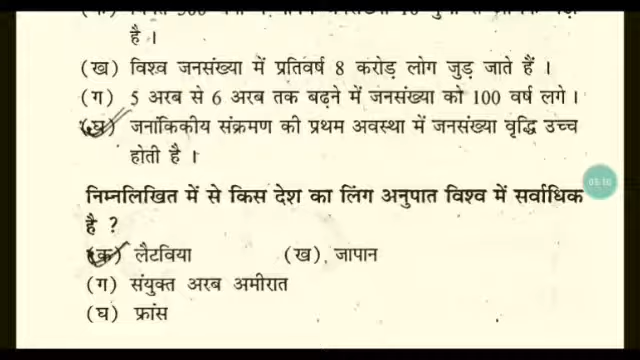 है ।
(ख) विश्व जनसंख्या में प्रतिवर्ष 8 करोड़ लोग जुड़ जाते हैं ।
(ग) 5 अरब से 6 अरब तक बढ़ने में जनसंख्या को 100 वर्ष लगे ।
(घ) जनांकिकीय संक्रमण की प्रथम अवस्था में जनसंख्या वृद्धि उच्च
होती है ।
निम्नलिखित में से किस देश का लिंग अनुपात विश्व में सर्वाधिक
है ?
(क) लैटविया (ख) जापान
(ग) संयुक्त अरब अमीरात
(घ) फ्रांस